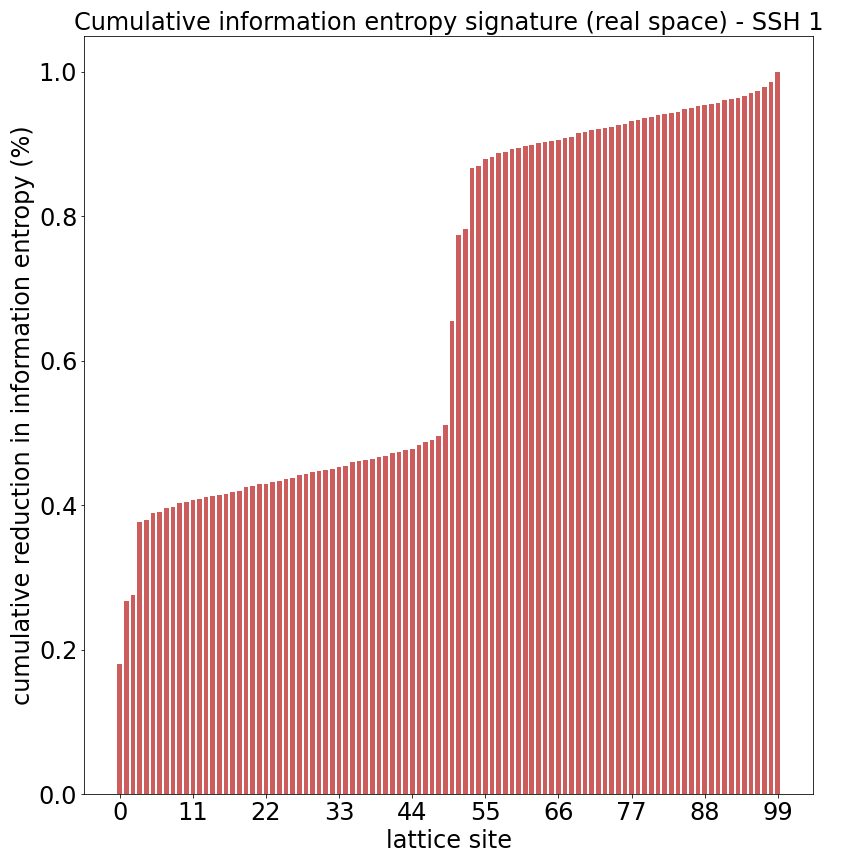 Cumulative information entropy signature (real space) - SSH 1
cumulative reduction in information entropy (%)
1.0
0.8
0.6
0.4
0.2
0.0
0 11 22 33 44 55 66 77 88 99
lattice site